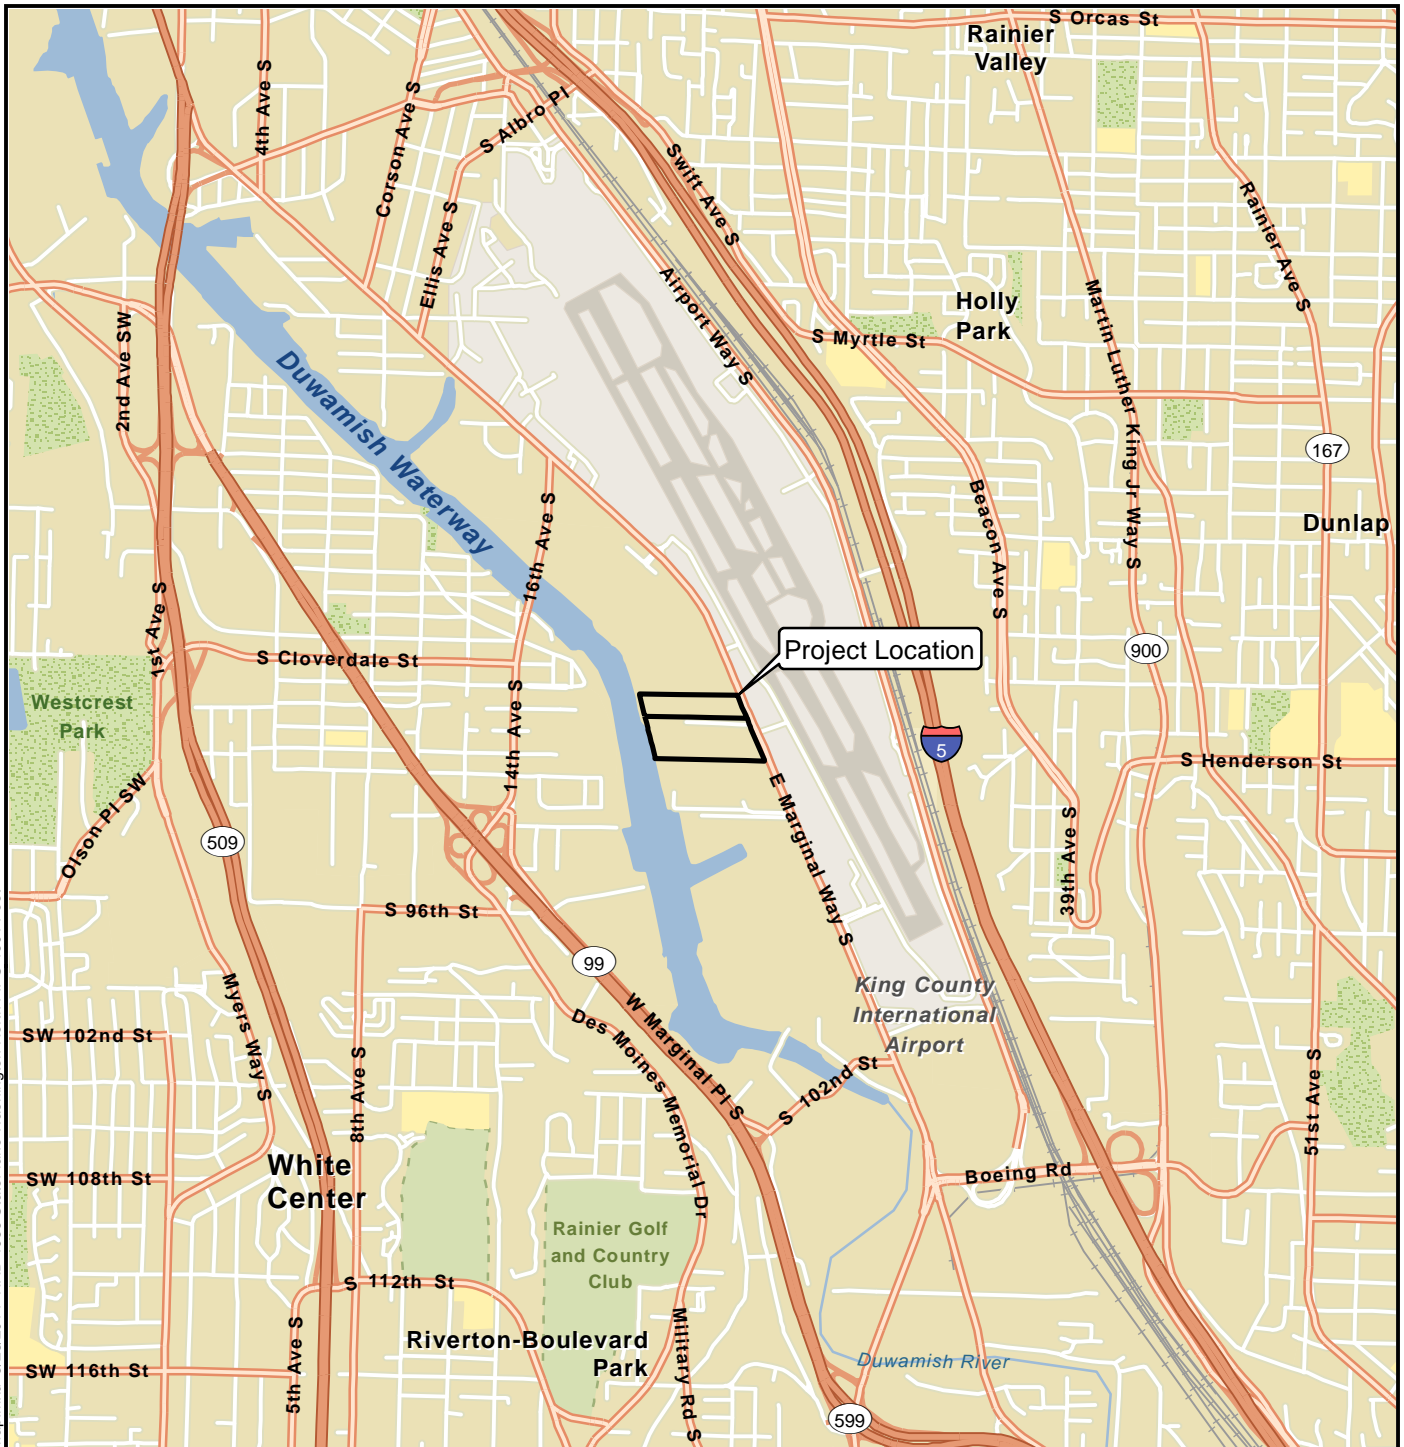 S Orcas St
Rainier
Valley
4th Ave S
Corson Ave S
S Albro Pl
Swift Ave S
Ellis Ave S
Rainier Ave S
Airport Way S
Holly
Park
Martin Luther King Jr Way S
2nd Ave SW
S Myrtle St
Duwamish Waterway
167
16th Ave S
Beacon Ave S
Dunlap
1st Ave S
S Cloverdale St
Project Location
900
Westcrest
Park
14th Ave S
5
S Henderson St
Olson Pl SW
509
E Marginal Way S
39th Ave S
S 96th St
99
Myers Way S
King County
International
Airport
W Marginal Pl S
Des Moines Memorial Dr
SW 102nd St
8th Ave S
S 102nd St
51st Ave S
White
Center
SW 108th St
Boeing Rd
Rainier Golf
and Country
Club
S 112th St
Riverton-Boulevard
Park
Military Rd S
5th Ave S
SW 116th St
Duwamish River
599